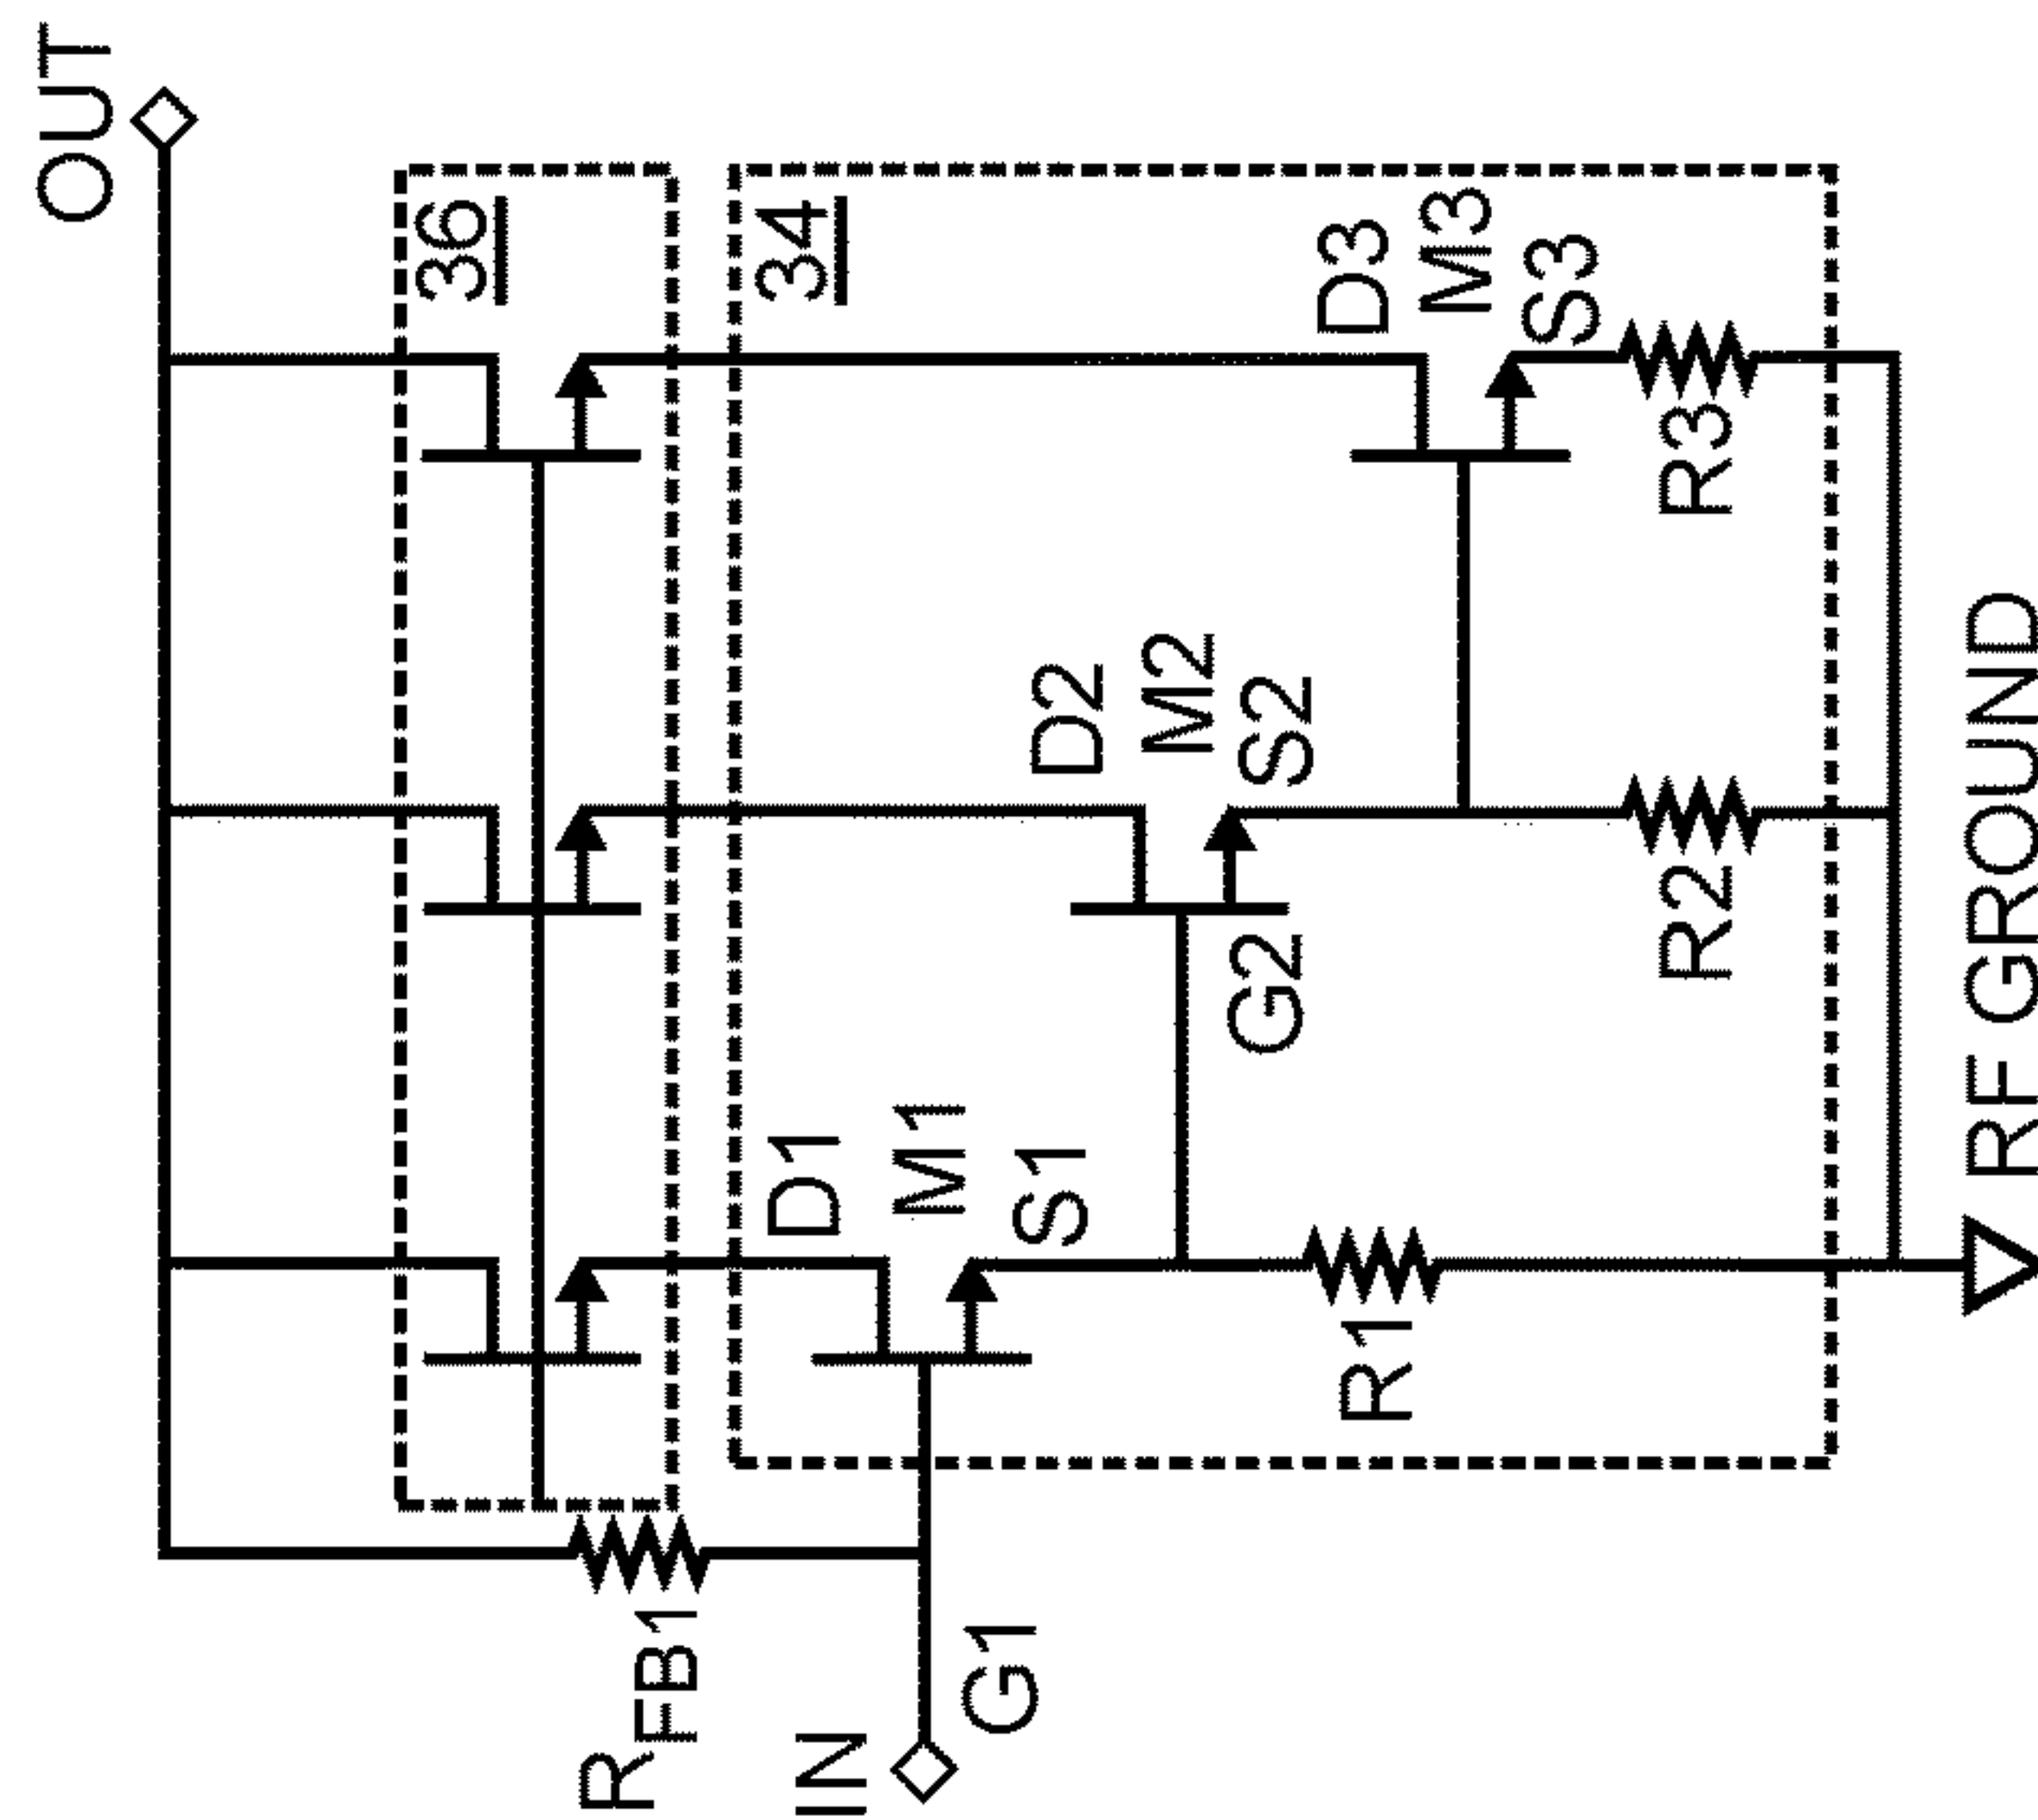 OUT
36
34
D1
M1
S1
D2
M2
S2
G2
D3
M3
S3
R1
R2
R3
RFB1
IN
G1
RF GROUND